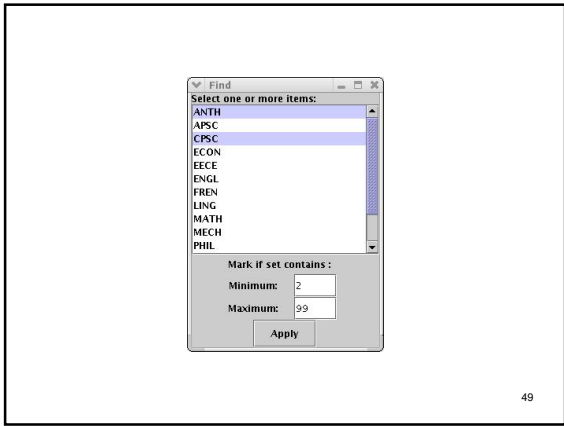 Find
Select one or more items:
ANTH
APSC
CPSC
ECON
EECE
ENGL
FREN
LING
MATH
MECH
PHIL
Mark if set contains :
Minimum: 2
Maximum: 99
Apply
49